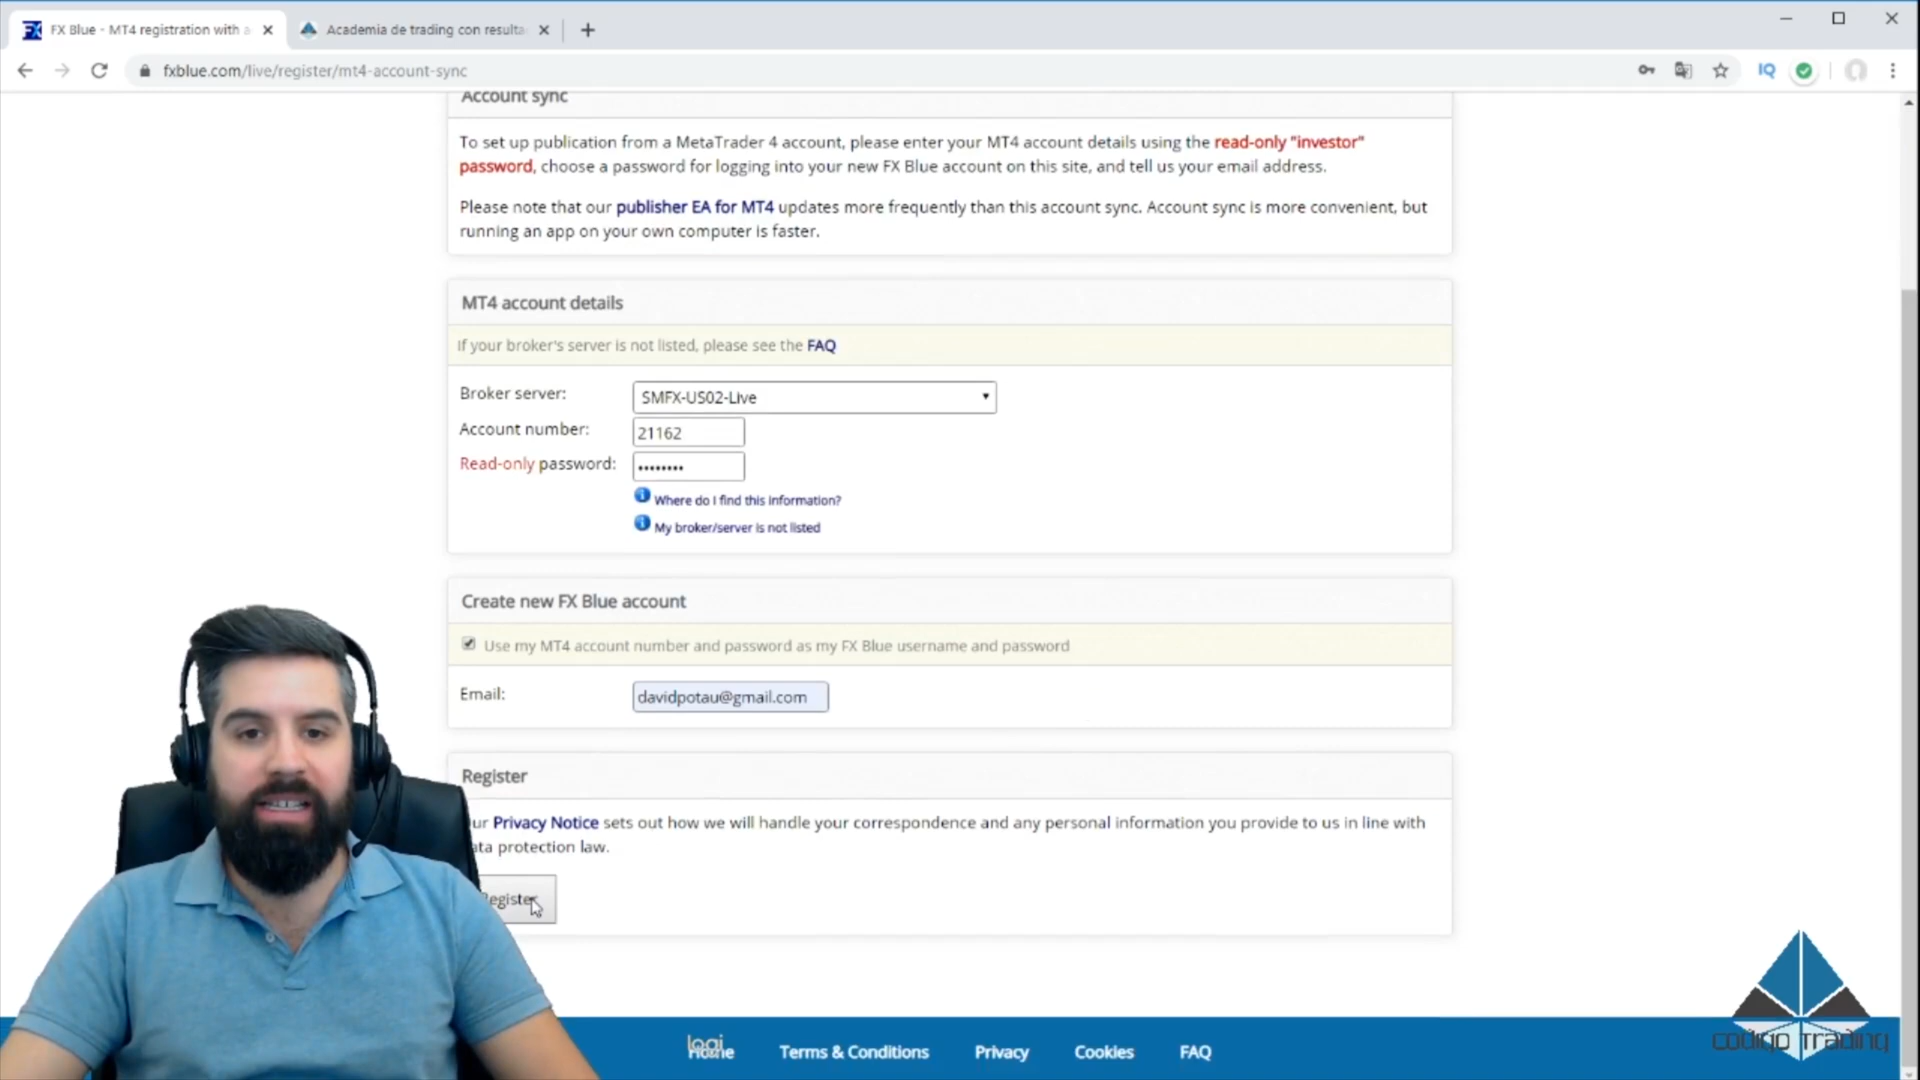 FX Blue - MT4 registration with a
Academia de trading con resulta
fxblue.com/live/register/mt4-account-sync
Account sync
To set up publication from a MetaTrader 4 account, please enter your MT4 account details using the read-only "investor"
password, choose a password for logging into your new FX Blue account on this site, and tell us your email address.
Please note that our publisher EA for MT4 updates more frequently than this account sync. Account sync is more convenient, but
running an app on your own computer is faster.
MT4 account details
If your broker's server is not listed, please see the FAQ
Broker server: SMFX-US02-Live
Account number: 21162
Read-only password: ••••••••
Where do I find this information?
My broker/server is not listed
Create new FX Blue account
Use my MT4 account number and password as my FX Blue username and password
Email: davidpotau@gmail.com
Register
Privacy Notice sets out how we will handle your correspondence and any personal information you provide to us in line with
protection law.
Register
Home Terms & Conditions Privacy Cookies FAQ
codigo Trading